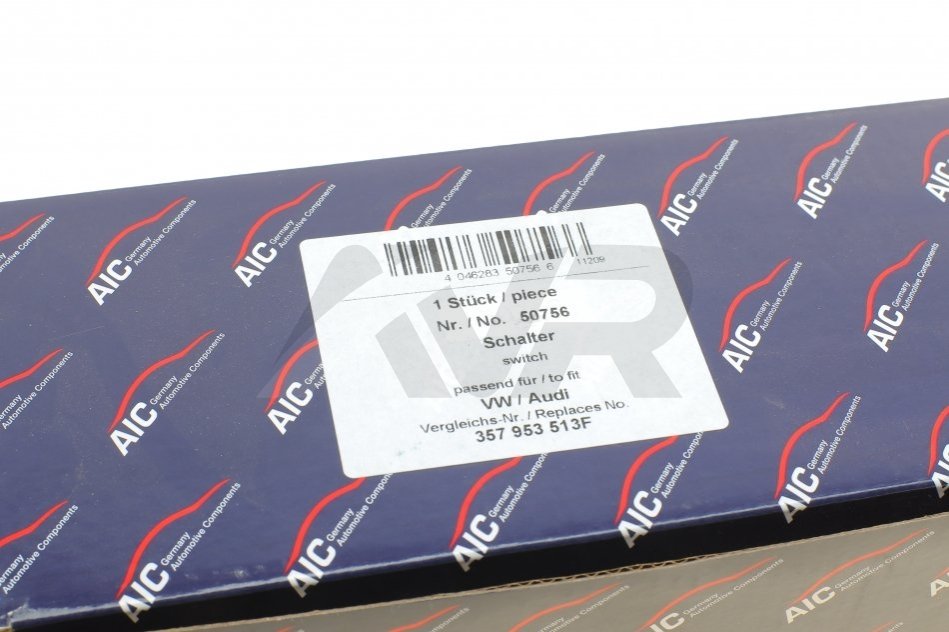 4 046283 50756 6 11209
1 Stück / piece
Nr. / No. 50756
Schalter
switch
passend für / to fit
VW / Audi
Vergleichs-Nr. / Replaces No.
357 953 513F
AVR
AIC Germany
Automotive Components